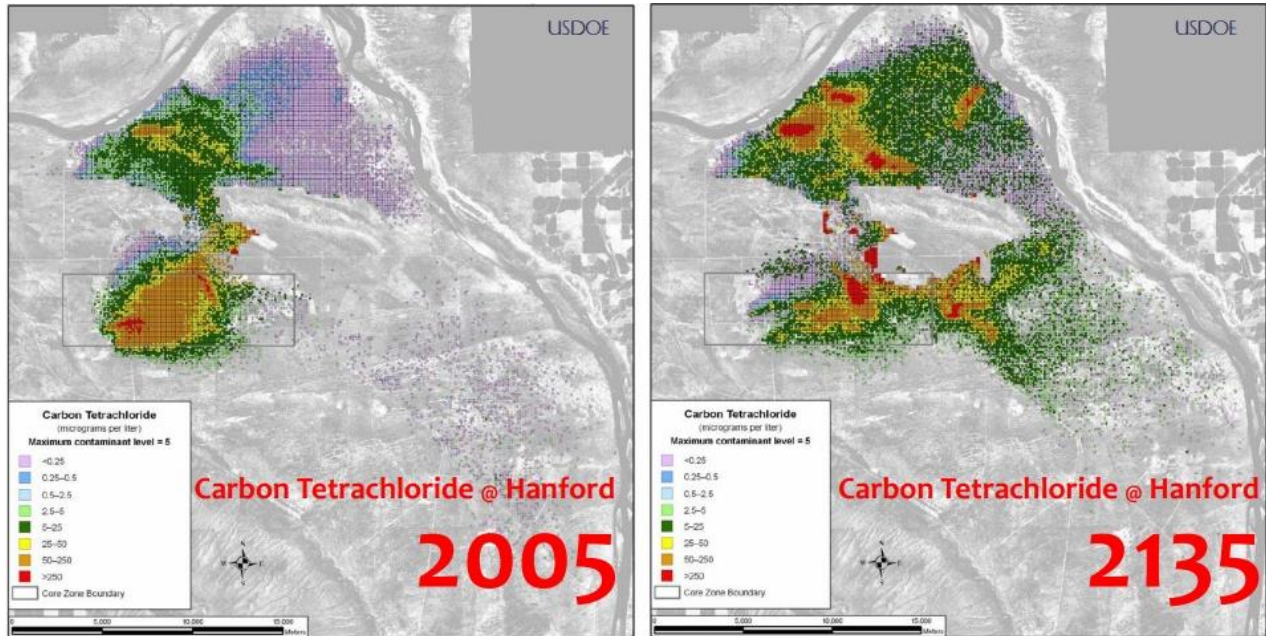 USDOE
Carbon Tetrachloride
(micrograms per liter)
Maximum contaminant level = 5
<0.25
0.25–0.5
0.5–2.5
2.5–5
5–25
25–50
50–250
>250
Core Zone Boundary
N
W
E
S
0 5,000 10,000 15,000
Meters
Carbon Tetrachloride @ Hanford
2005
USDOE
Carbon Tetrachloride
(micrograms per liter)
Maximum contaminant level = 5
<0.25
0.25–0.5
0.5–2.5
2.5–5
5–25
25–50
50–250
>250
Core Zone Boundary
N
W
E
S
0 5,000 10,000 15,000
Meters
Carbon Tetrachloride @ Hanford
2135